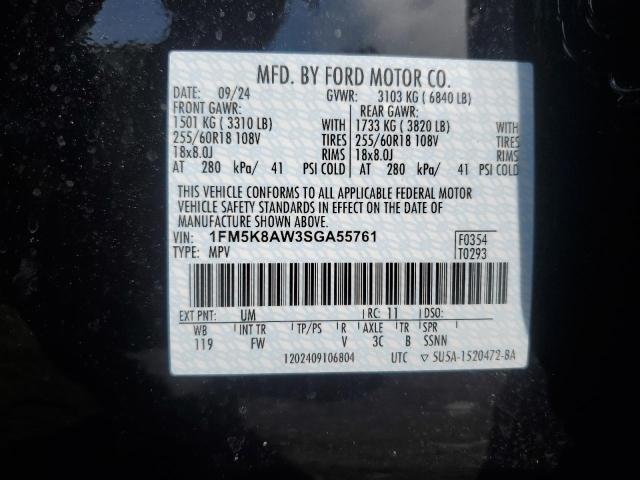 MFD. BY FORD MOTOR CO.
DATE: 09/24 GVWR: 3103 KG ( 6840 LB)
FRONT GAWR: REAR GAWR:
1501 KG ( 3310 LB) WITH 1733 KG ( 3820 LB) WITH
255/60R18 108V TIRES 255/60R18 108V TIRES
18x8.0J RIMS 18x8.0J RIMS
AT 280 kPa/ 41 PSI COLD AT 280 kPa/ 41 PSI COLD
THIS VEHICLE CONFORMS TO ALL APPLICABLE FEDERAL MOTOR
VEHICLE SAFETY STANDARDS IN EFFECT ON THE DATE OF
MANUFACTURE SHOWN ABOVE.
VIN: 1FM5K8AW3SGA55761 F0354
TYPE: MPV T0293
EXT PNT: UM RC: 11 DSO:
WB INT TR TP/PS R AXLE TR SPR
119 FW V 3C B SSNN
1202409106804 UTC ▽ SU5A-1520472-BA